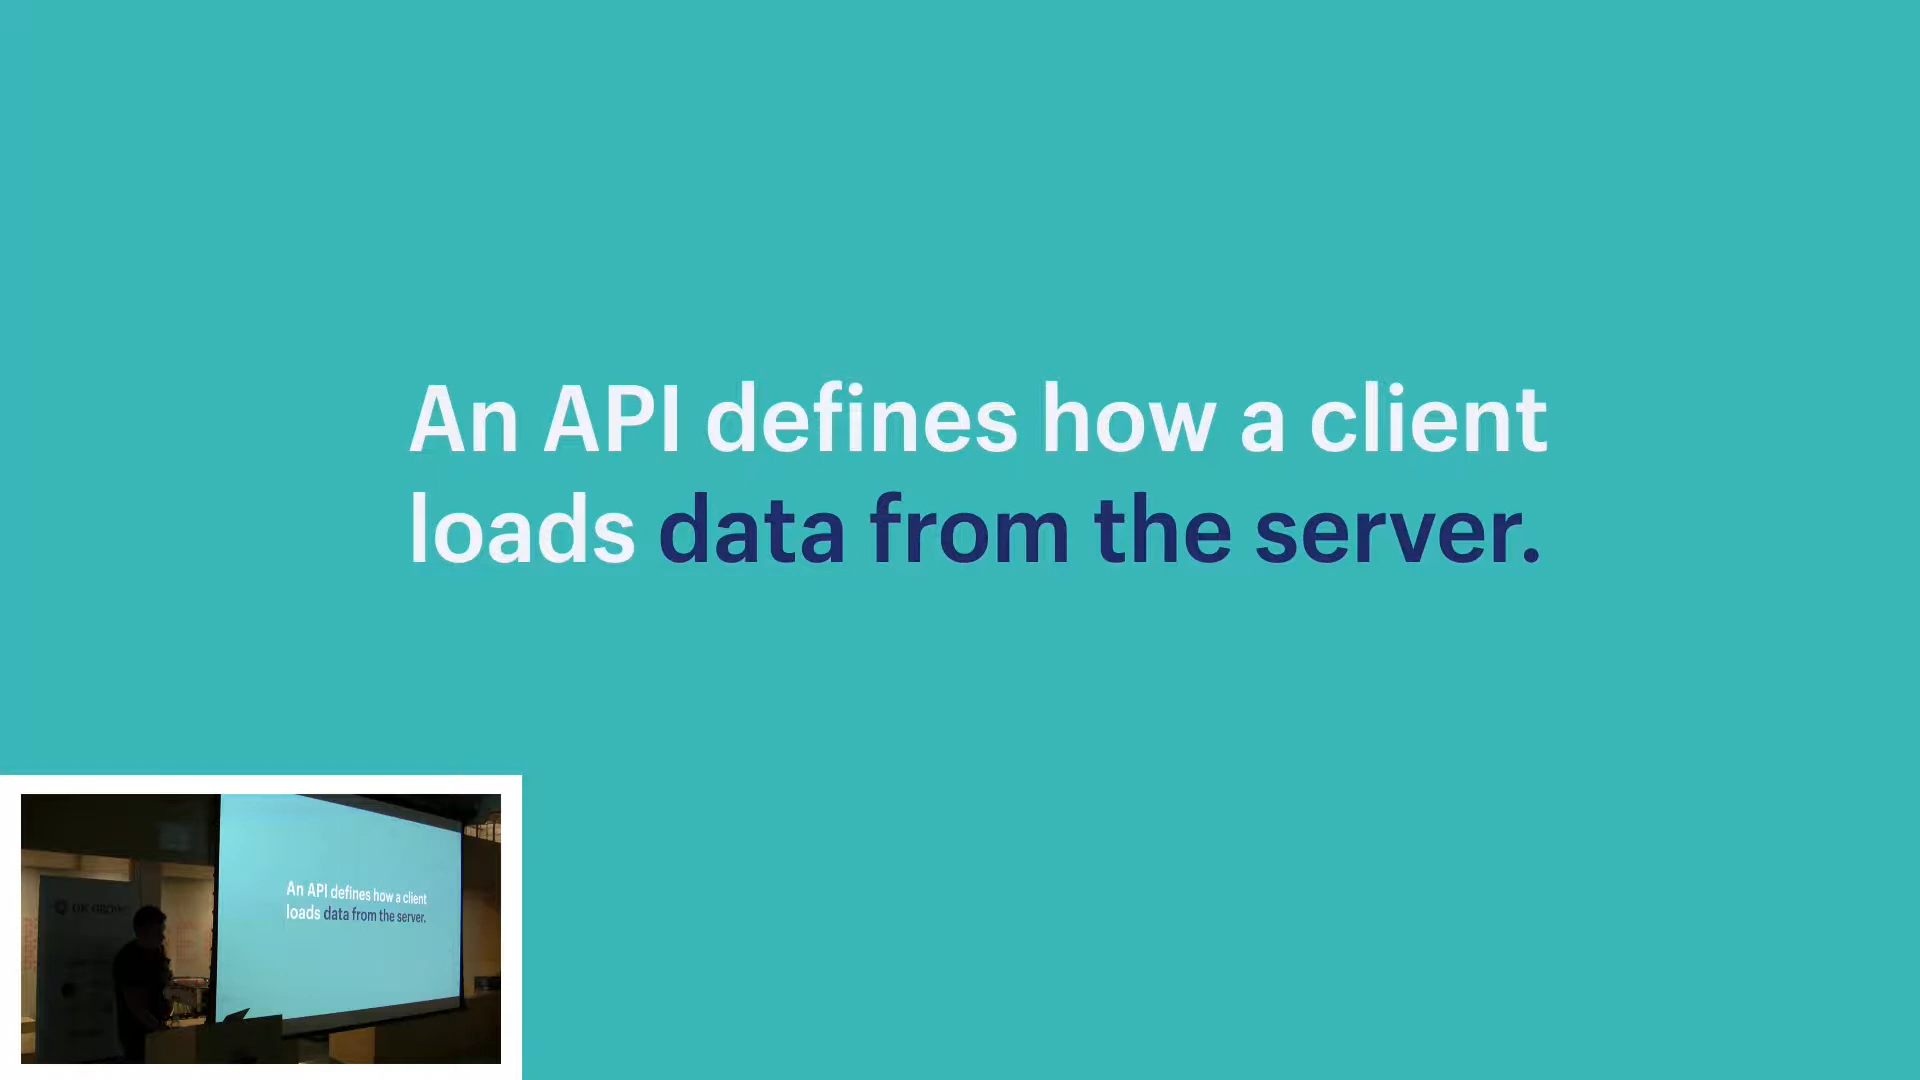 An API defines how a client
loads data from the server.
An API defines how a client
loads data from the server.